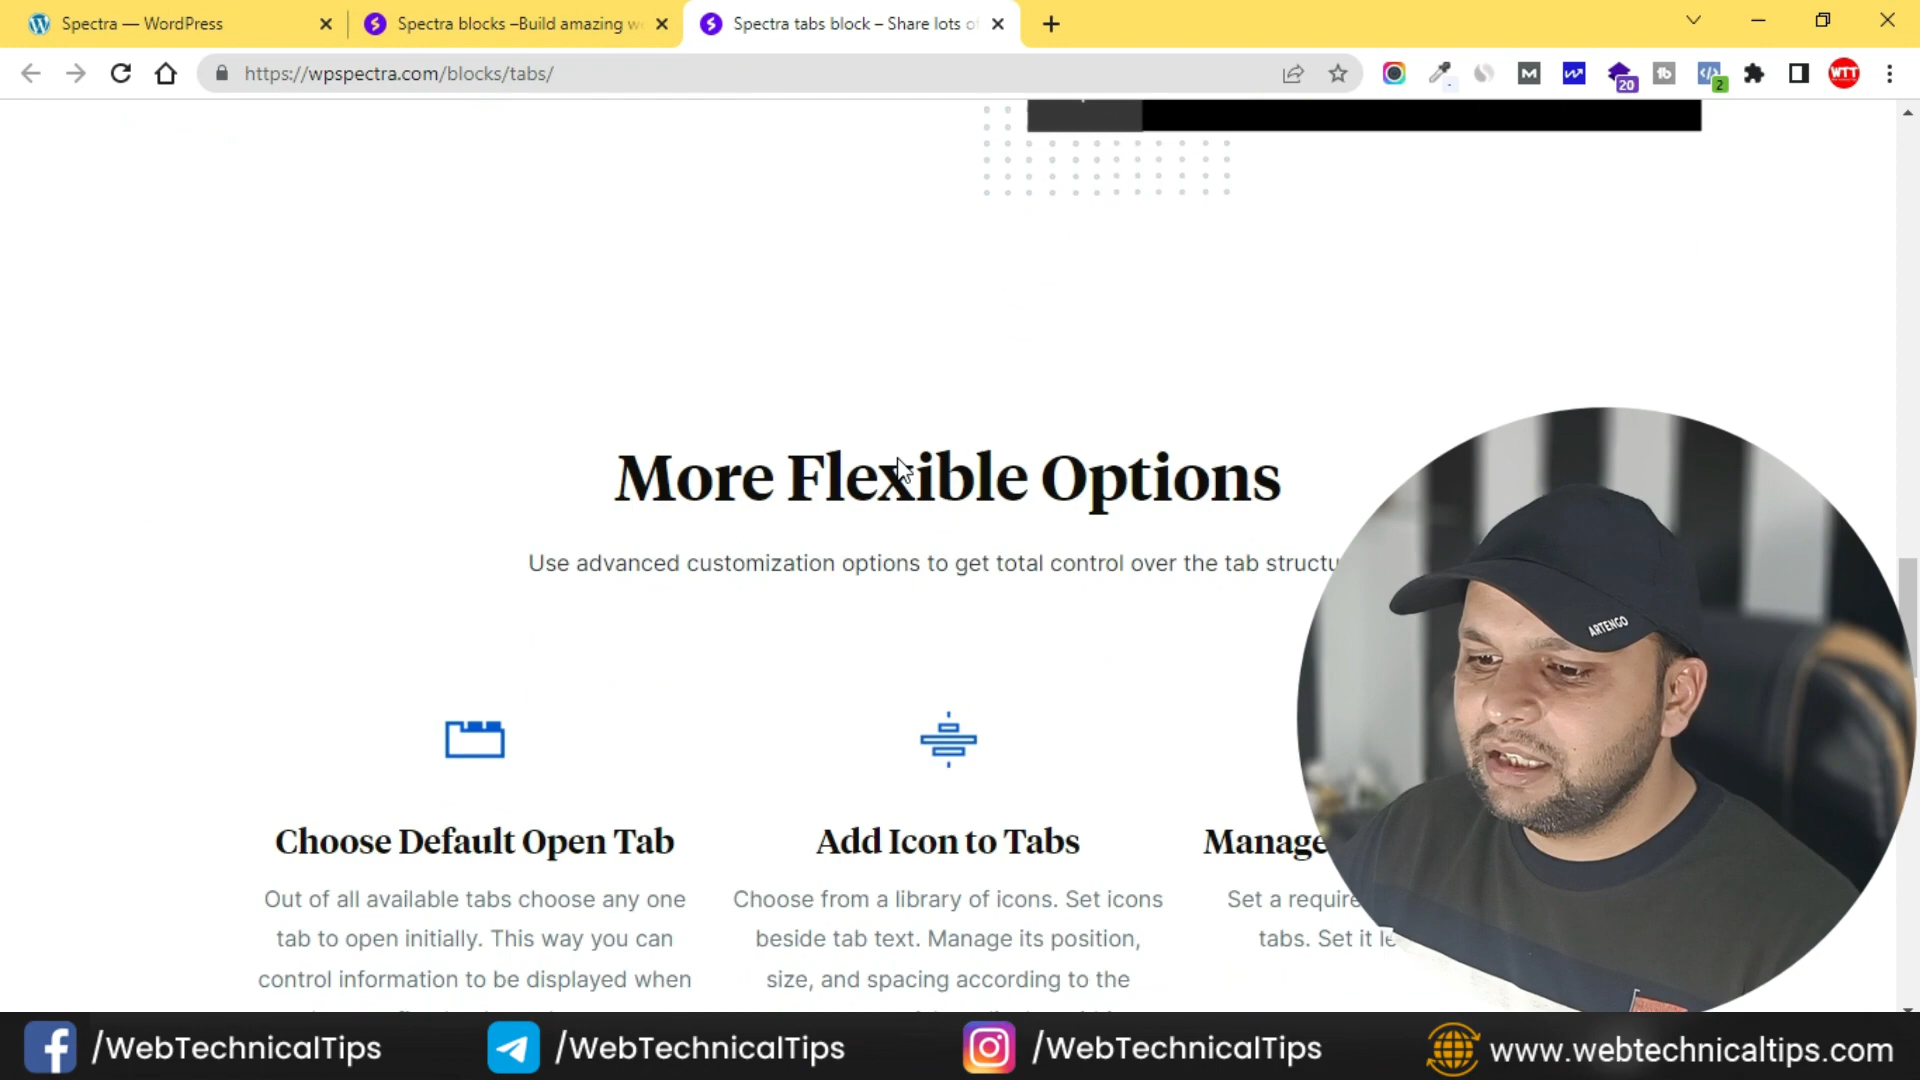 Spectra — WordPress
Spectra blocks –Build amazing w
Spectra tabs block – Share lots o
https://wpspectra.com/blocks/tabs/
20
2
WTT
More Flexible Options
Use advanced customization options to get total control over the tab structu
Choose Default Open Tab
Out of all available tabs choose any one
tab to open initially. This way you can
control information to be displayed when
Add Icon to Tabs
Choose from a library of icons. Set icons
beside tab text. Manage its position,
size, and spacing according to the
Manage
Set a require
tabs. Set it le
ARTENGO
/WebTechnicalTips
/WebTechnicalTips
/WebTechnicalTips
www.webtechnicaltips.com